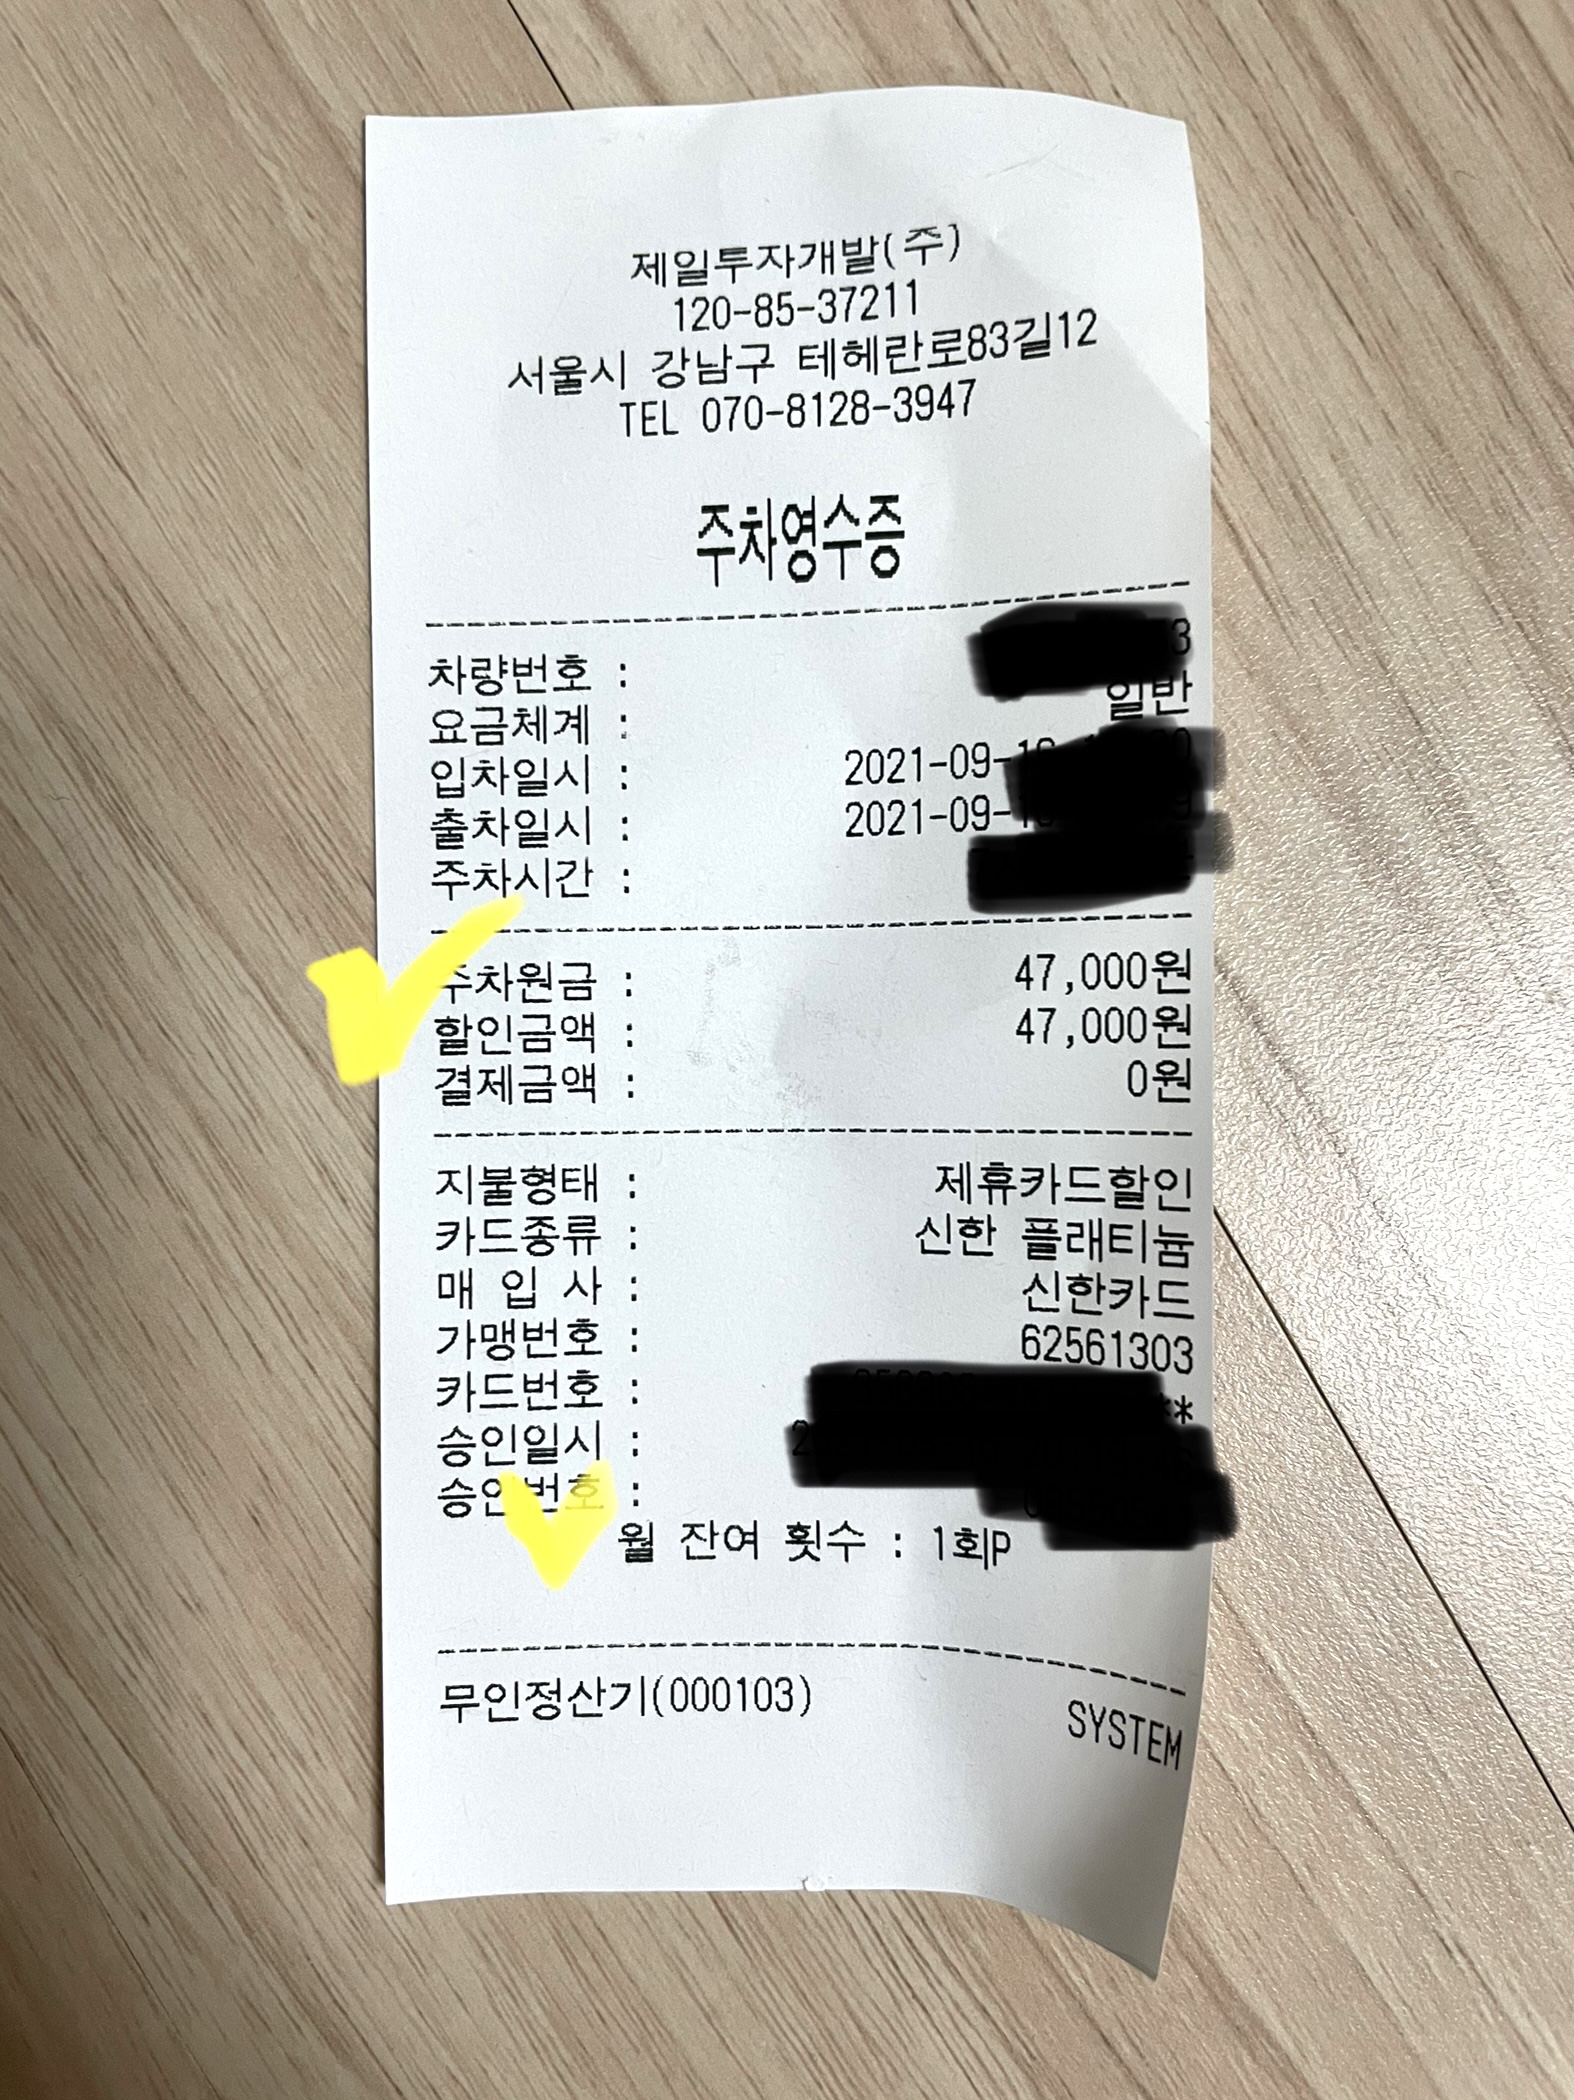 제일투자개발(주)
120-85-37211
서울시 강남구 테헤란로83길12
TEL 070-8128-3947
주차영수증
차량번호 : 3
요금체계 : 일반
입차일시 : 2021-09-
출차일시 : 2021-09-
주차시간 :
주차원금 : 47,000원
할인금액 : 47,000원
결제금액 : 0원
지불형태 : 제휴카드할인
카드종류 : 신한 플래티늄
매 입 사 : 신한카드
가맹번호 : 62561303
카드번호 : **
승인일시 :
승인번호 :
월 잔여 횟수 : 1회P
무인정산기(000103)
SYSTEM